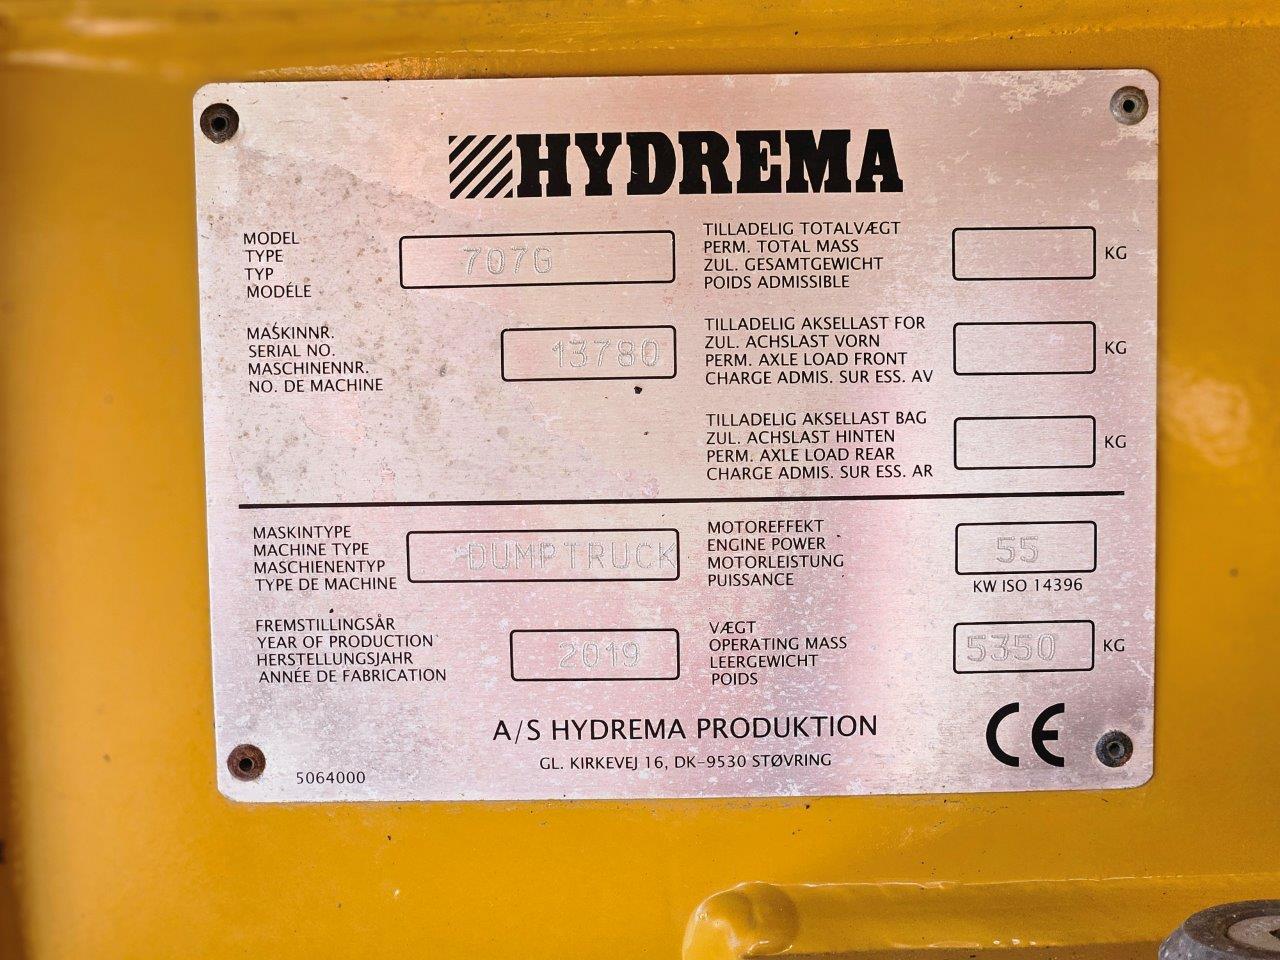 HYDREMA
MODEL
TYPE
TYP
MODÉLE
707G
TILLADELIG TOTALVÆGT
PERM. TOTAL MASS
ZUL. GESAMTGEWICHT
POIDS ADMISSIBLE
KG
MASKINNR.
SERIAL NO.
MASCHINENNR.
NO. DE MACHINE
13780
TILLADELIG AKSELLAST FOR
ZUL. ACHSLAST VORN
PERM. AXLE LOAD FRONT
CHARGE ADMIS. SUR ESS. AV
KG
TILLADELIG AKSELLAST BAG
ZUL. ACHSLAST HINTEN
PERM. AXLE LOAD REAR
CHARGE ADMIS. SUR ESS. AR
KG
MASKINTYPE
MACHINE TYPE
MASCHIENENTYP
TYPE DE MACHINE
DUMPTRUCK
MOTOREFFEKT
ENGINE POWER
MOTORLEISTUNG
PUISSANCE
55
KW ISO 14396
FREMSTILLINGSÅR
YEAR OF PRODUCTION
HERSTELLUNGSJAHR
ANNÉE DE FABRICATION
2019
VÆGT
OPERATING MASS
LEERGEWICHT
POIDS
5350
KG
A/S HYDREMA PRODUKTION
GL. KIRKEVEJ 16, DK-9530 STØVRING
CE
5064000